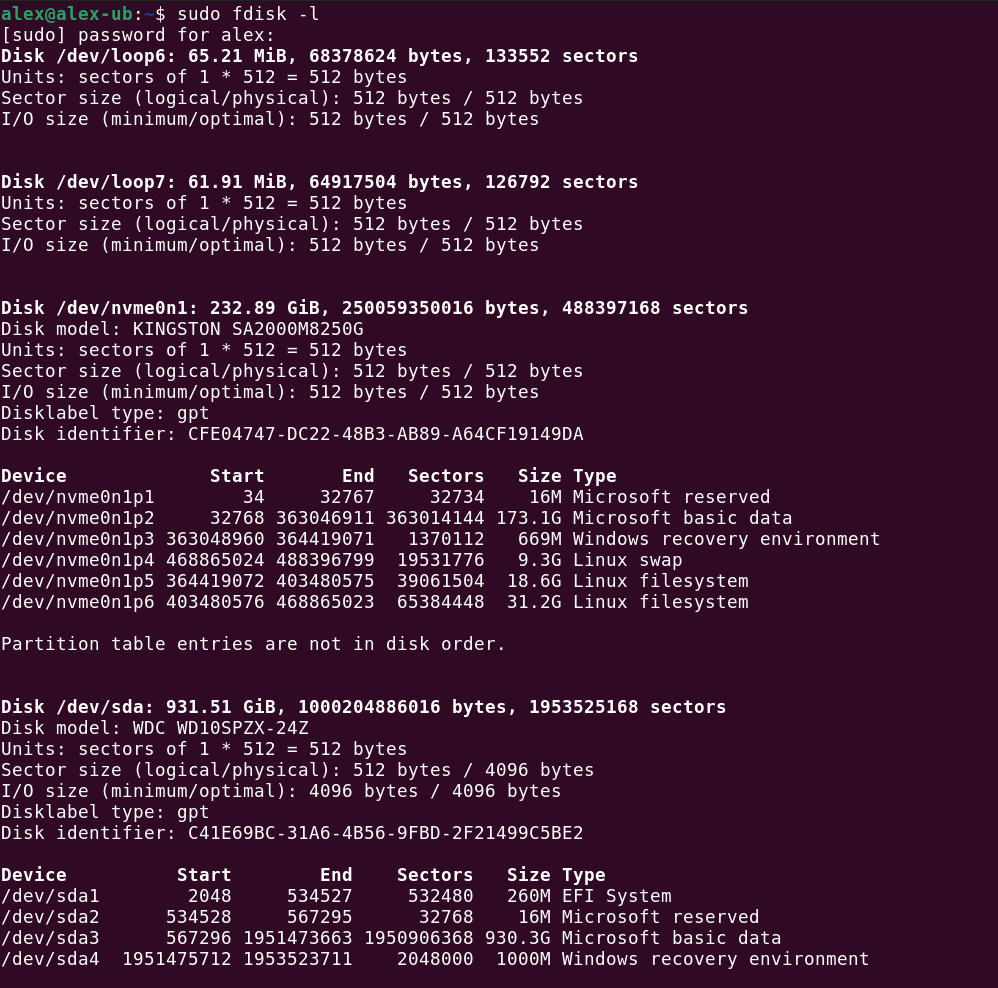 alex@alex-ub:~$ sudo fdisk -l
[sudo] password for alex:
Disk /dev/loop6: 65.21 MiB, 68378624 bytes, 133552 sectors
Units: sectors of 1 * 512 = 512 bytes
Sector size (logical/physical): 512 bytes / 512 bytes
I/O size (minimum/optimal): 512 bytes / 512 bytes
Disk /dev/loop7: 61.91 MiB, 64917504 bytes, 126792 sectors
Units: sectors of 1 * 512 = 512 bytes
Sector size (logical/physical): 512 bytes / 512 bytes
I/O size (minimum/optimal): 512 bytes / 512 bytes
Disk /dev/nvme0n1: 232.89 GiB, 250059350016 bytes, 488397168 sectors
Disk model: KINGSTON SA2000M8250G
Units: sectors of 1 * 512 = 512 bytes
Sector size (logical/physical): 512 bytes / 512 bytes
I/O size (minimum/optimal): 512 bytes / 512 bytes
Disklabel type: gpt
Disk identifier: CFE04747-DC22-48B3-AB89-A64CF19149DA
Device             Start       End   Sectors   Size Type
/dev/nvme0n1p1        34     32767     32734    16M Microsoft reserved
/dev/nvme0n1p2     32768 363046911 363014144 173.1G Microsoft basic data
/dev/nvme0n1p3 363048960 364419071   1370112   669M Windows recovery environment
/dev/nvme0n1p4 468865024 488396799  19531776   9.3G Linux swap
/dev/nvme0n1p5 364419072 403480575  39061504  18.6G Linux filesystem
/dev/nvme0n1p6 403480576 468865023  65384448  31.2G Linux filesystem
Partition table entries are not in disk order.
Disk /dev/sda: 931.51 GiB, 1000204886016 bytes, 1953525168 sectors
Disk model: WDC WD10SPZX-24Z
Units: sectors of 1 * 512 = 512 bytes
Sector size (logical/physical): 512 bytes / 4096 bytes
I/O size (minimum/optimal): 4096 bytes / 4096 bytes
Disklabel type: gpt
Disk identifier: C41E69BC-31A6-4B56-9FBD-2F21499C5BE2
Device          Start        End    Sectors   Size Type
/dev/sda1        2048     534527     532480   260M EFI System
/dev/sda2      534528     567295      32768    16M Microsoft reserved
/dev/sda3      567296 1951473663 1950906368 930.3G Microsoft basic data
/dev/sda4  1951475712 1953523711    2048000  1000M Windows recovery environment